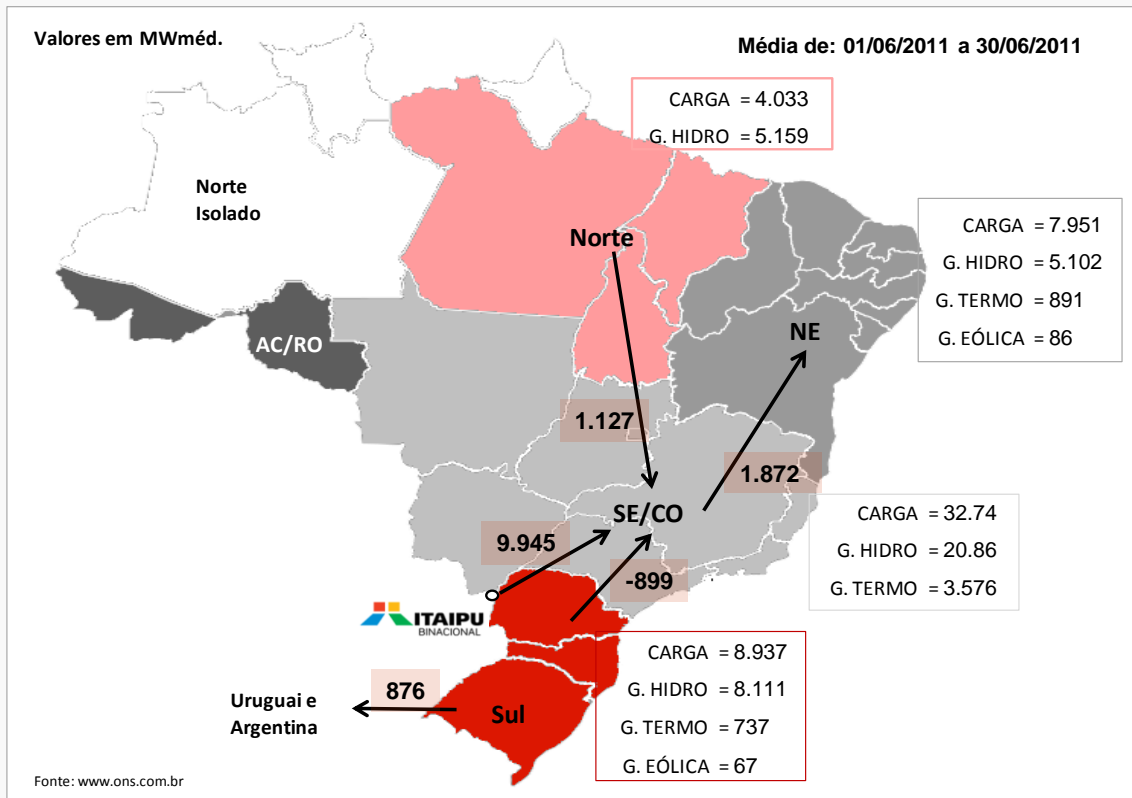 Valores em MWméd.
Média de: 01/06/2011 a 30/06/2011
CARGA = 4.033
G. HIDRO = 5.159
Norte
Isolado
Norte
CARGA = 7.951
G. HIDRO = 5.102
G. TERMO = 891
G. EÓLICA = 86
AC/RO
NE
1.127
1.872
SE/CO
CARGA = 32.74
G. HIDRO = 20.86
G. TERMO = 3.576
9.945
-899
ITAIPU
BINACIONAL
CARGA = 8.937
G. HIDRO = 8.111
G. TERMO = 737
G. EÓLICA = 67
876
Uruguai e
Argentina
Sul
Fonte: www.ons.com.br